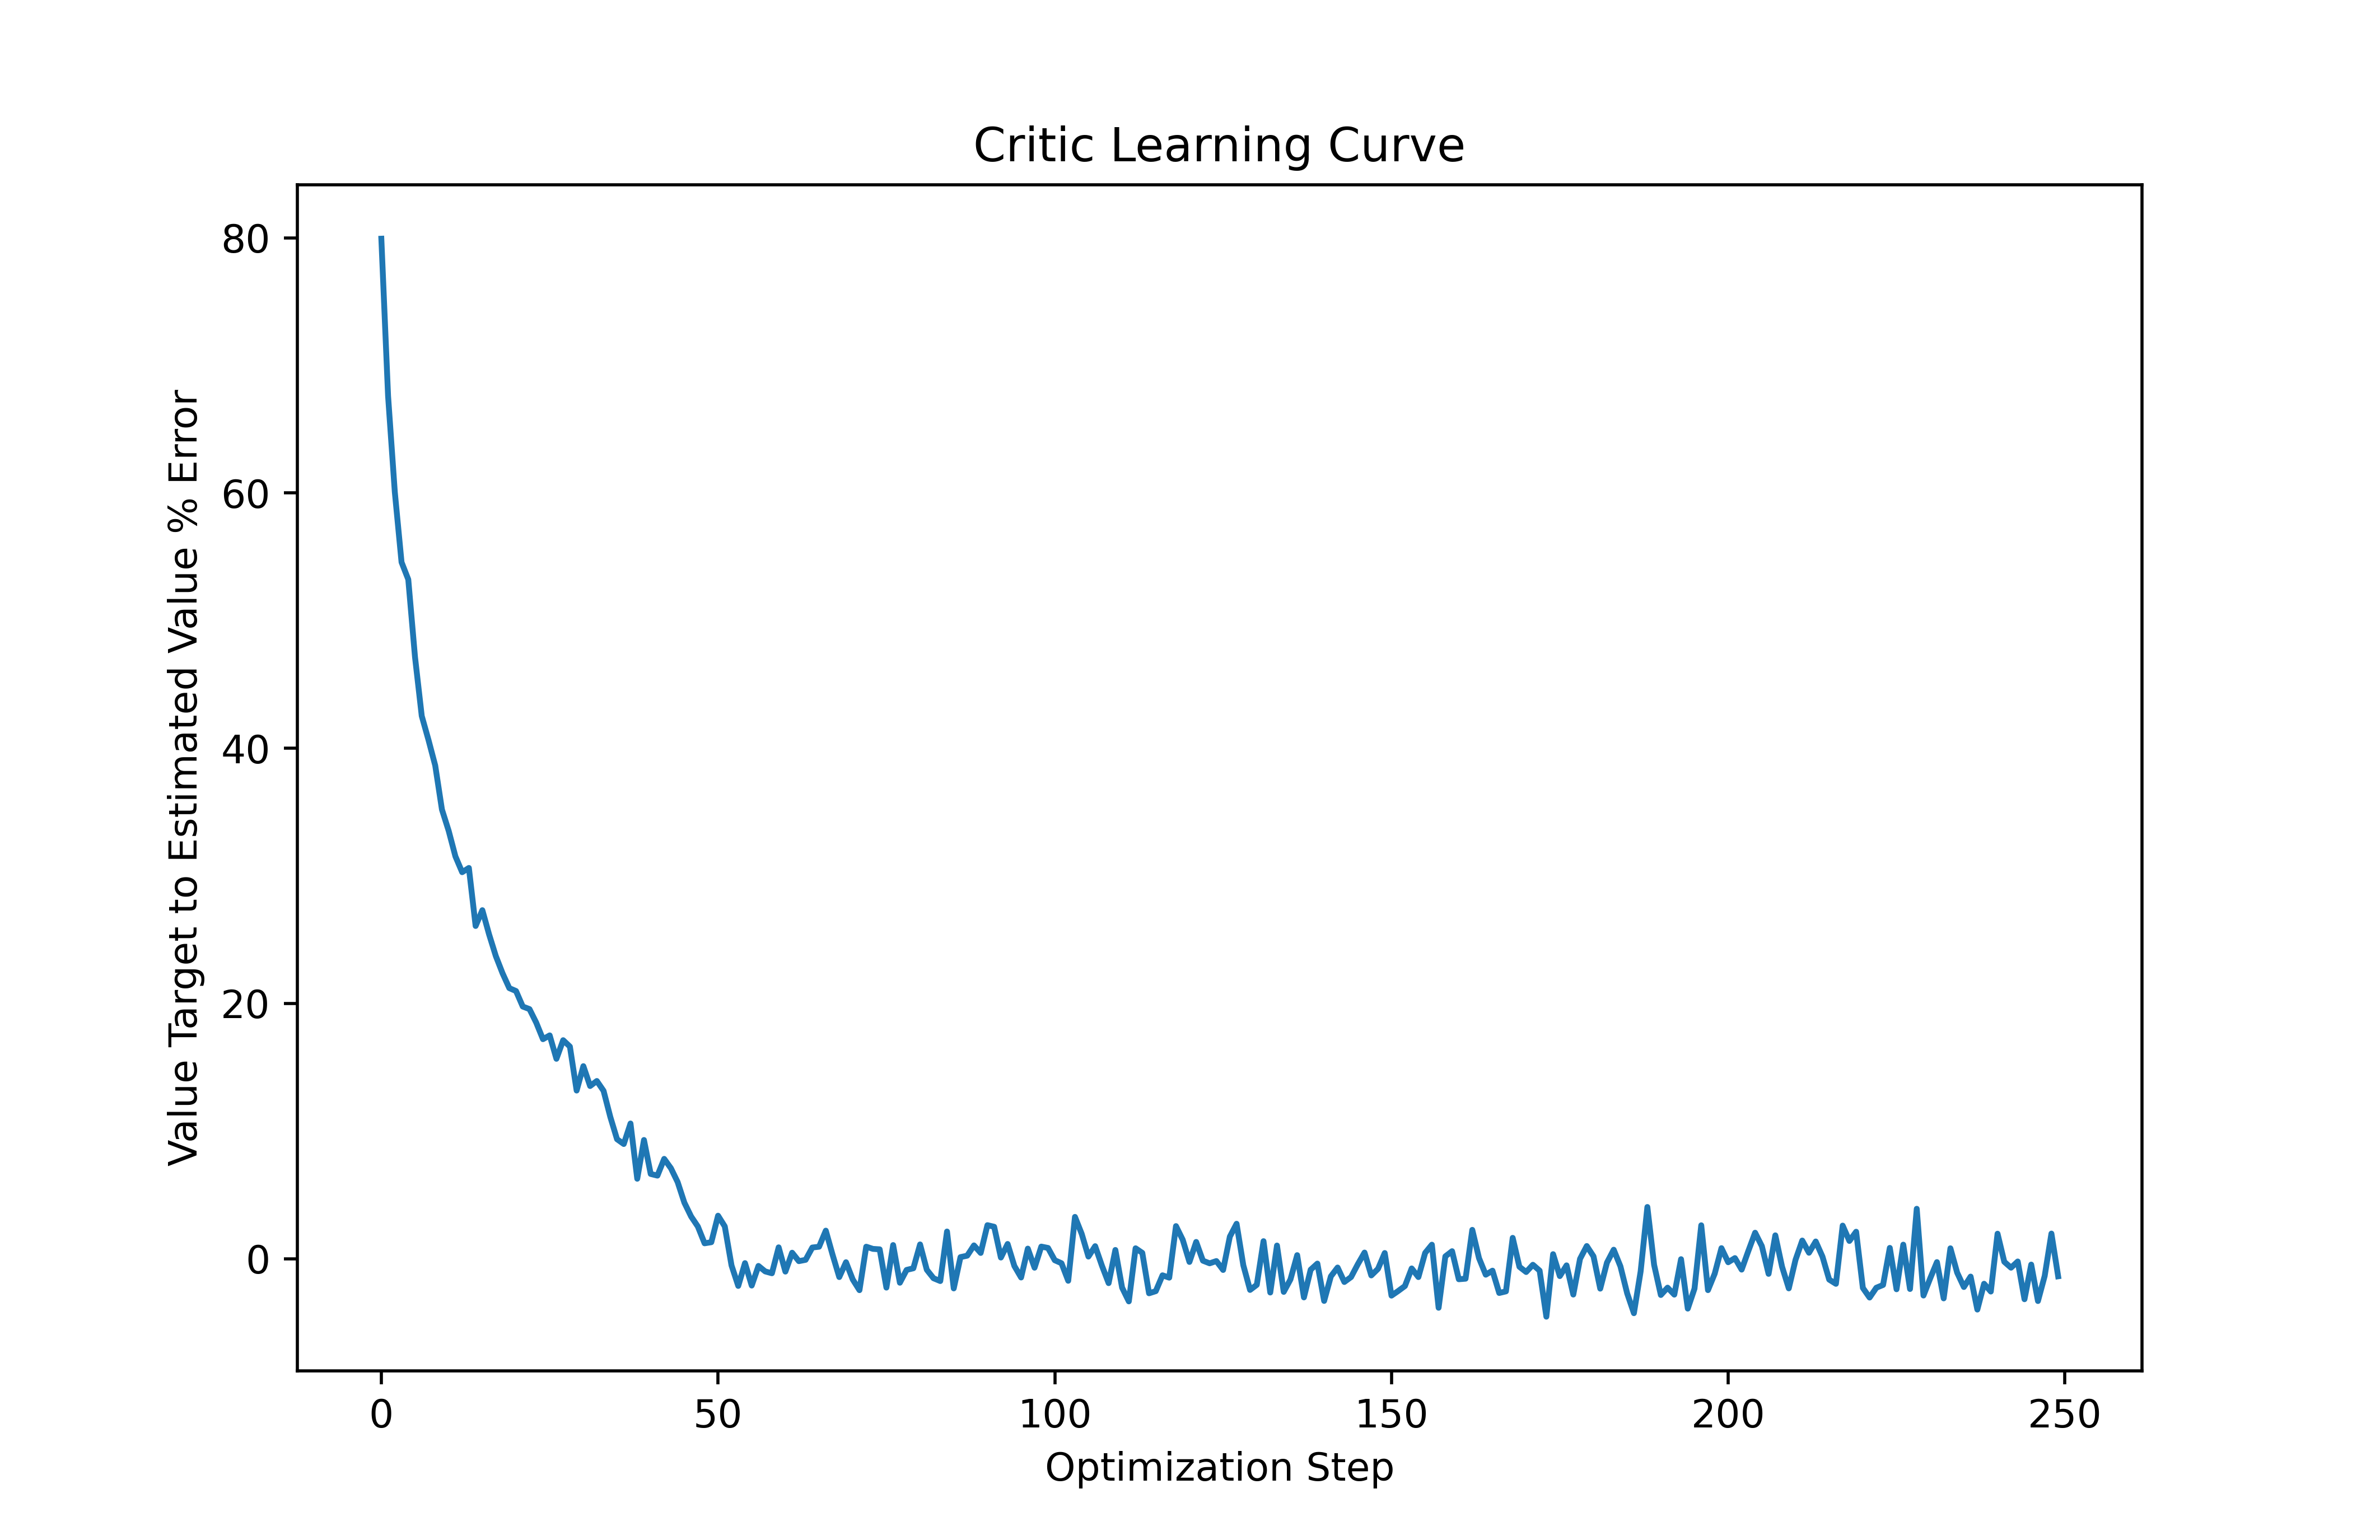 Critic Learning Curve
Value Target to Estimated Value % Error
80
60
40
20
0
0 50 100 150 200 250
Optimization Step